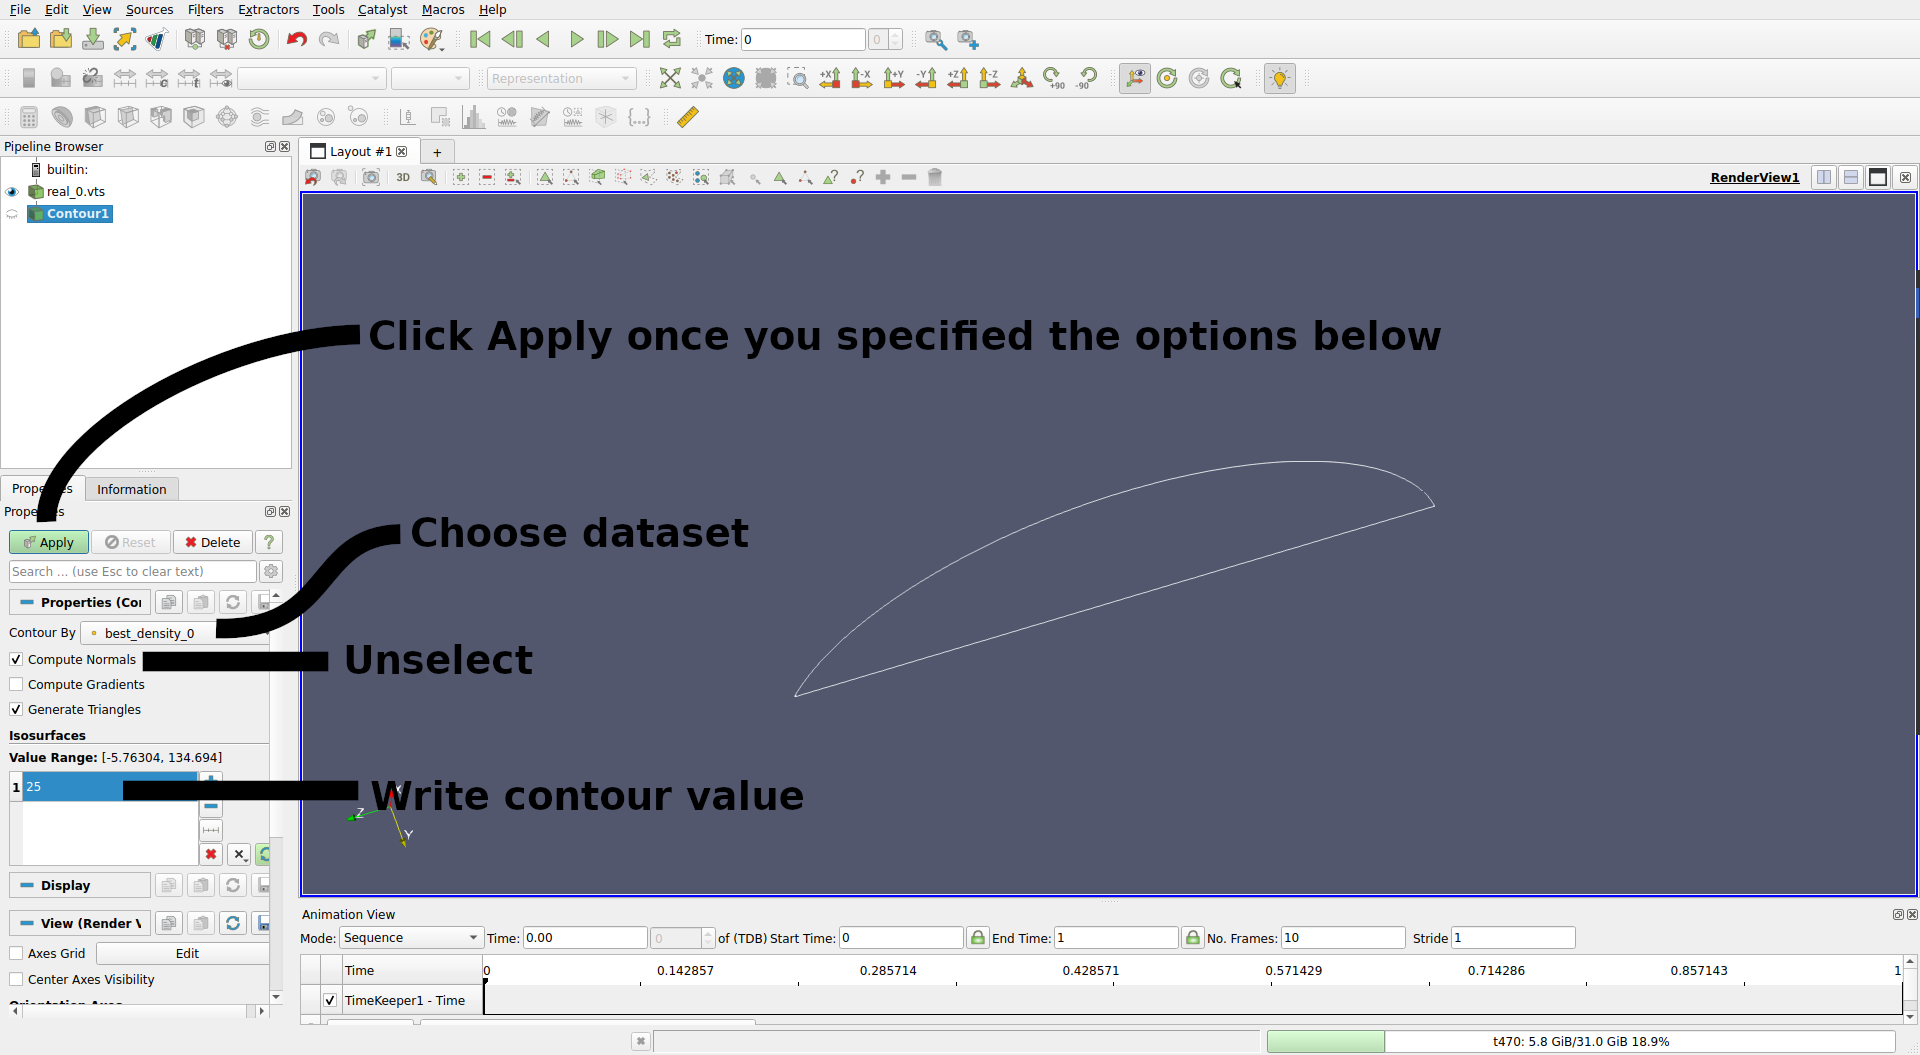 File Edit View Sources Filters Extractors Tools Catalyst Macros Help
Time: 0 0
Representation
+X -X +Y -Y +Z -Z +90 -90
Pipeline Browser
builtin:
real_0.vts
Contour1
Layout #1 +
3D
RenderView1
Click Apply once you specified the options below
Properties Information
Properties
Apply Reset Delete ?
Search ... (use Esc to clear text)
Choose dataset
Properties (Co
Contour By best_density_0
Compute Normals
Unselect
Compute Gradients
Generate Triangles
Isosurfaces
Value Range: [-5.76304, 134.694]
1 25
Write contour value
Z Y
Display
View (Render V
Axes Grid Edit
Center Axes Visibility
Animation View
Mode: Sequence Time: 0.00 0 of (TDB) Start Time: 0 End Time: 1 No. Frames: 10 Stride 1
Time 0 0.142857 0.285714 0.428571 0.571429 0.714286 0.857143 1
TimeKeeper1 - Time
t470: 5.8 GiB/31.0 GiB 18.9%